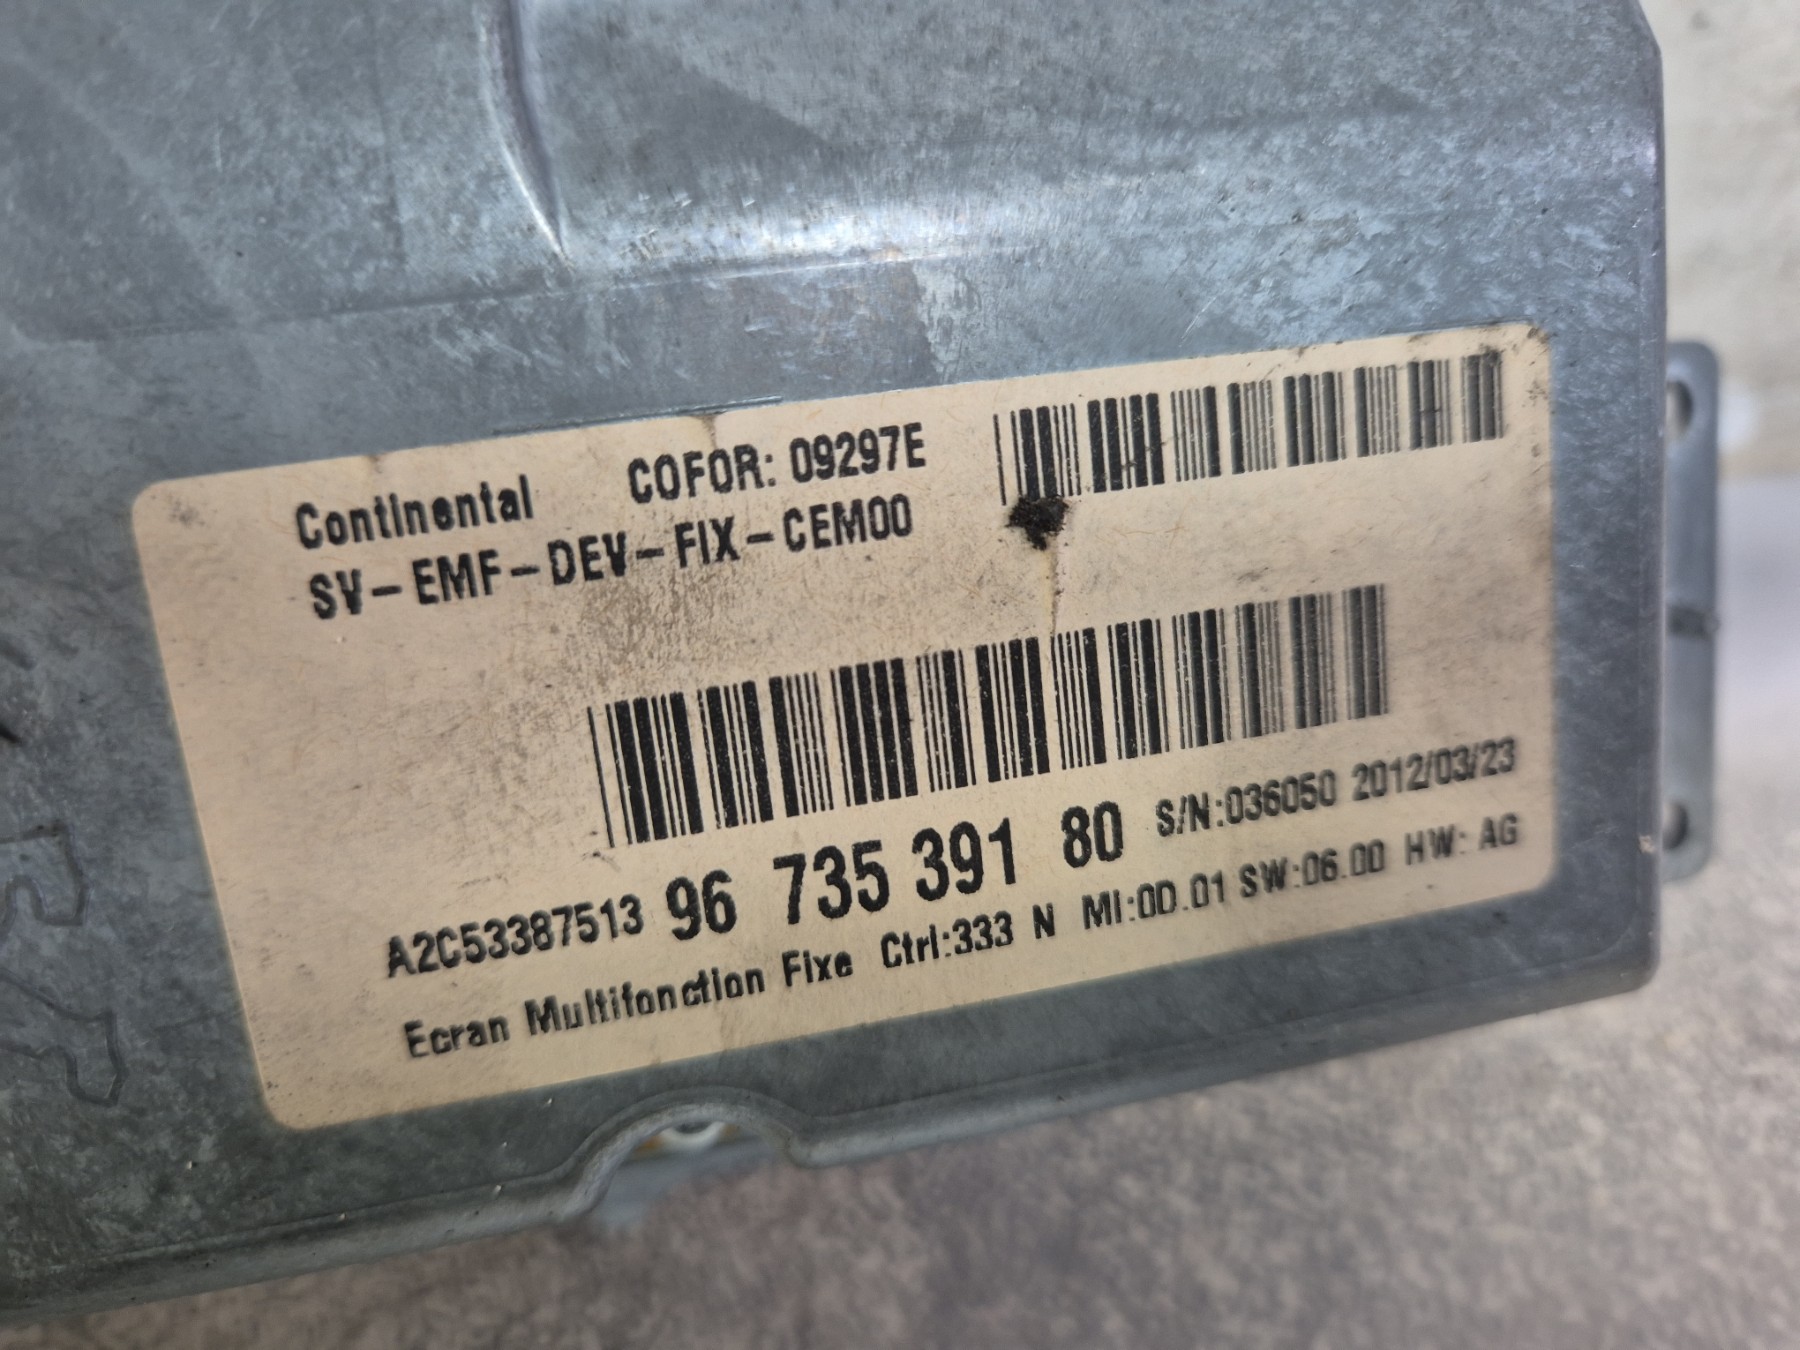 Continental COFOR: 09297E
SV-EMF-DEV-FIX-CEM00
A2C53387513 96 735 391 80 S/N:036050 2012/03/23
Ecran Multifonction Fixe Ctrl:333 N MI:0D.01 SW:06.00 HW: AG